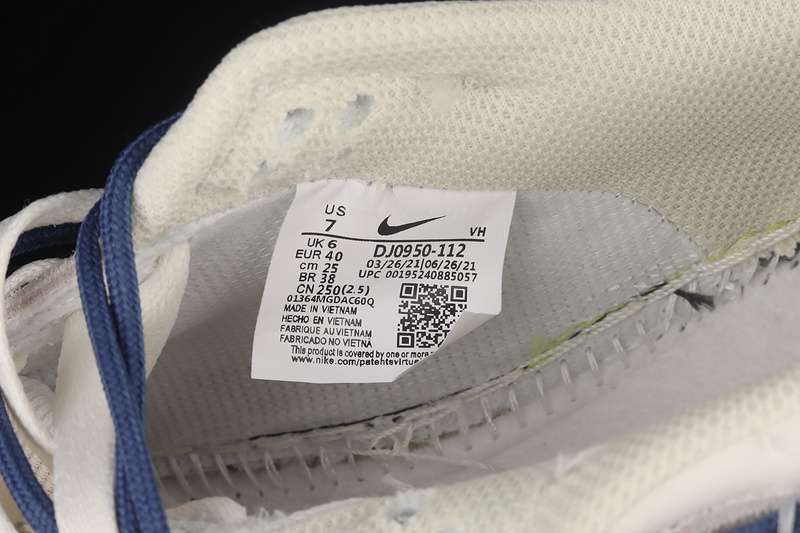 US
7
VH
UK 6
EUR 40
cm 25
BR 38
CN 250(2.5)
DJ0950-112
03/26/21|06/26/21
UPC 00195240885057
01364MGDAC60Q
MADE IN VIETNAM
HECHO EN VIETNAM
FABRIQUE AU VIETNAM
FABRICADO NO VIETNA
This product is covered by one or more
www.nike.com/patents